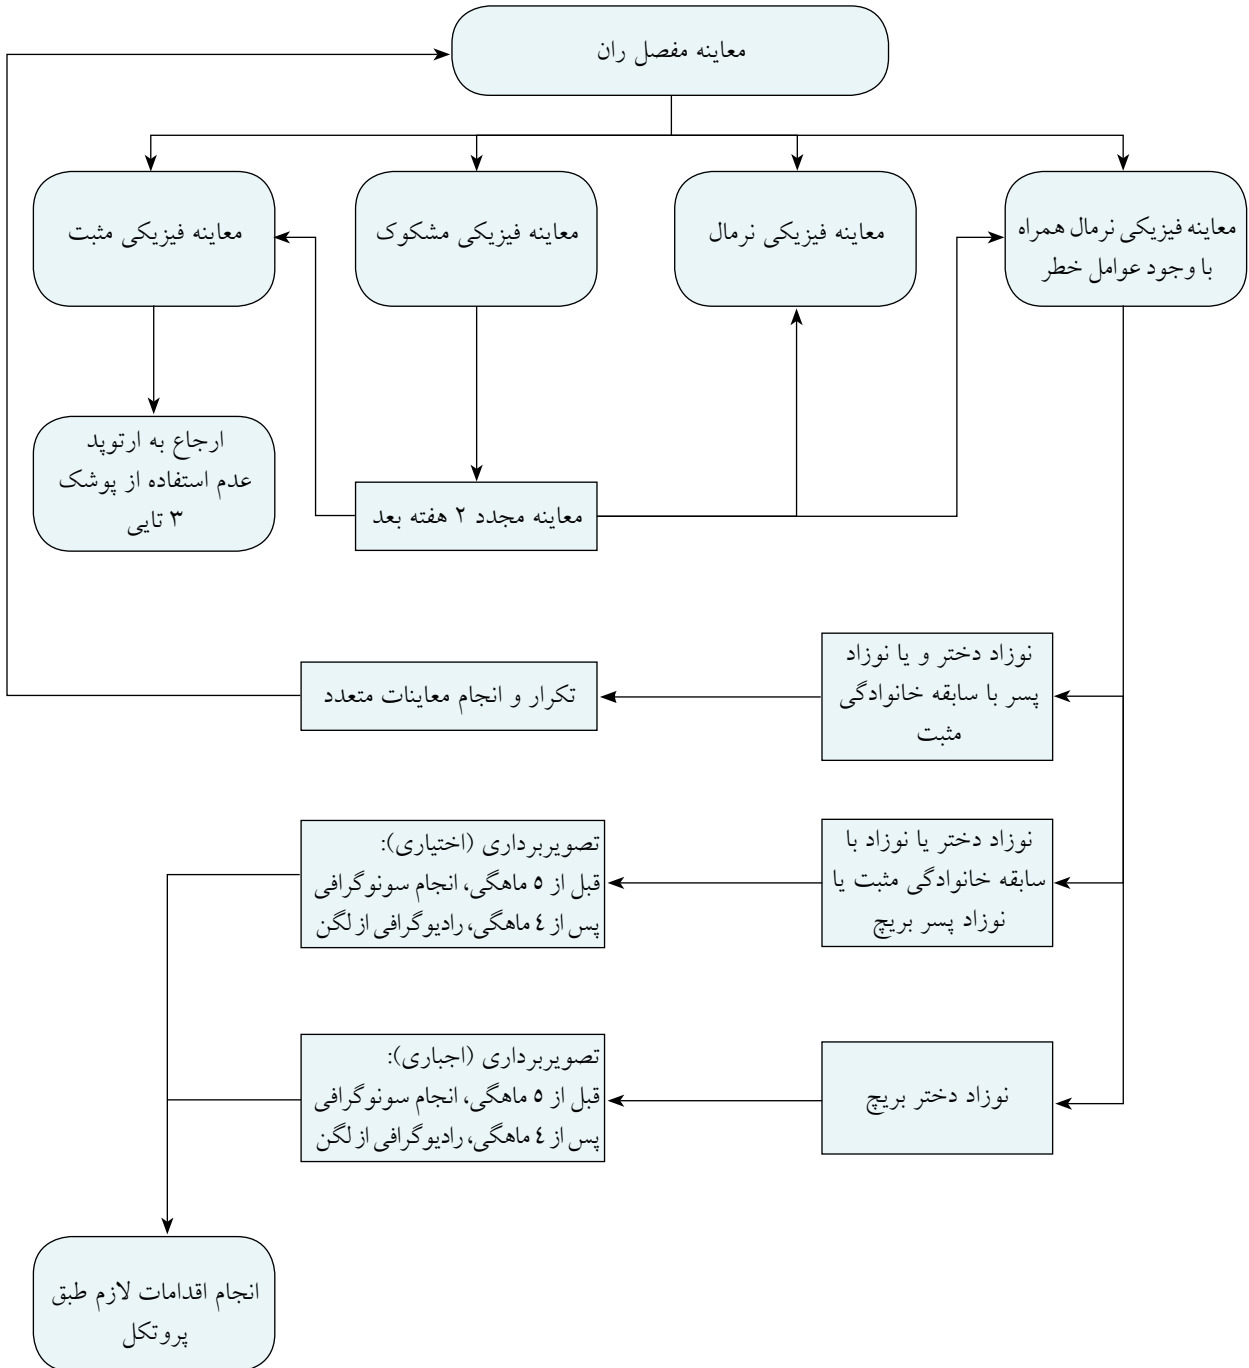 معاینه مفصل ران
معاینه فیزیکی نرمال همراه
با وجود عوامل خطر
معاینه فیزیکی نرمال
معاینه فیزیکی مشکوک
معاینه فیزیکی مثبت
ارجاع به ارتوپد
عدم استفاده از پوشک
۳ تایی
معاینه مجدد ۲ هفته بعد
نوزاد دختر و یا نوزاد
پسر با سابقه خانوادگی
مثبت
تکرار و انجام معاینات متعدد
نوزاد دختر یا نوزاد با
سابقه خانوادگی مثبت یا
نوزاد پسر بریچ
تصویربرداری (اختیاری):
قبل از ٥ ماهگی، انجام سونوگرافی
پس از ٤ ماهگی، رادیوگرافی از لگن
نوزاد دختر بریچ
تصویربرداری (اجباری):
قبل از ٥ ماهگی، انجام سونوگرافی
پس از ٤ ماهگی، رادیوگرافی از لگن
انجام اقدامات لازم طبق
پروتکل